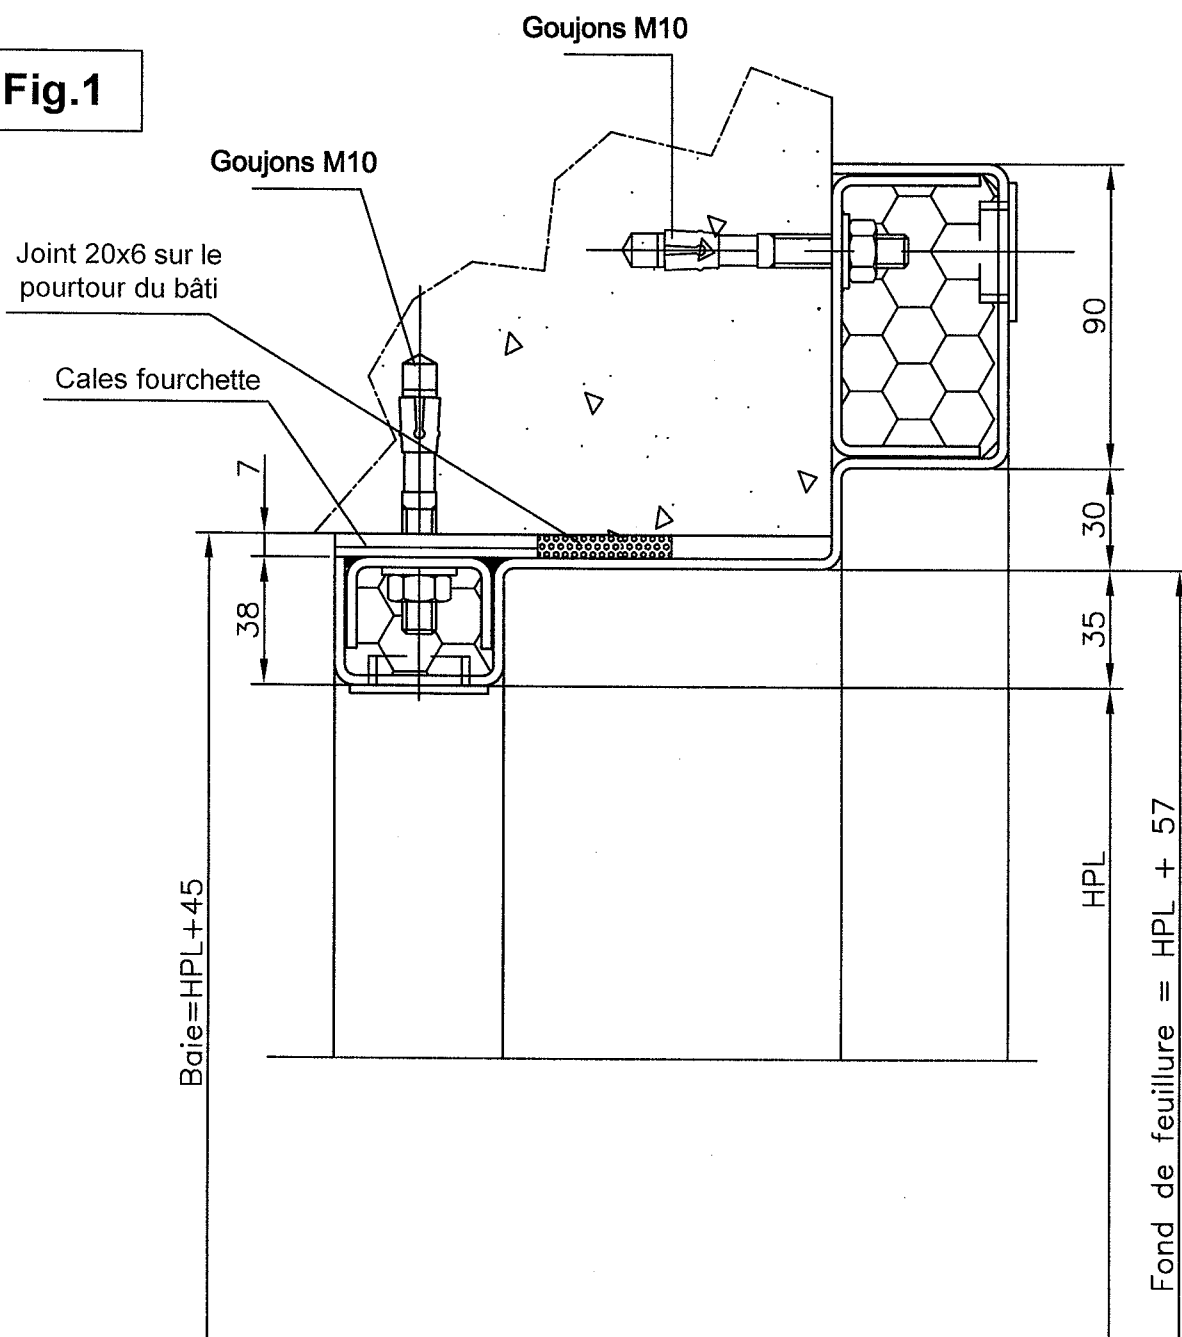 Goujons M10
Fig.1
Goujons M10
Joint 20x6 sur le
pourtour du bâti
Cales fourchette
90
7
30
38
35
HPL
Baie=HPL+45
Fond de feuillure = HPL + 57